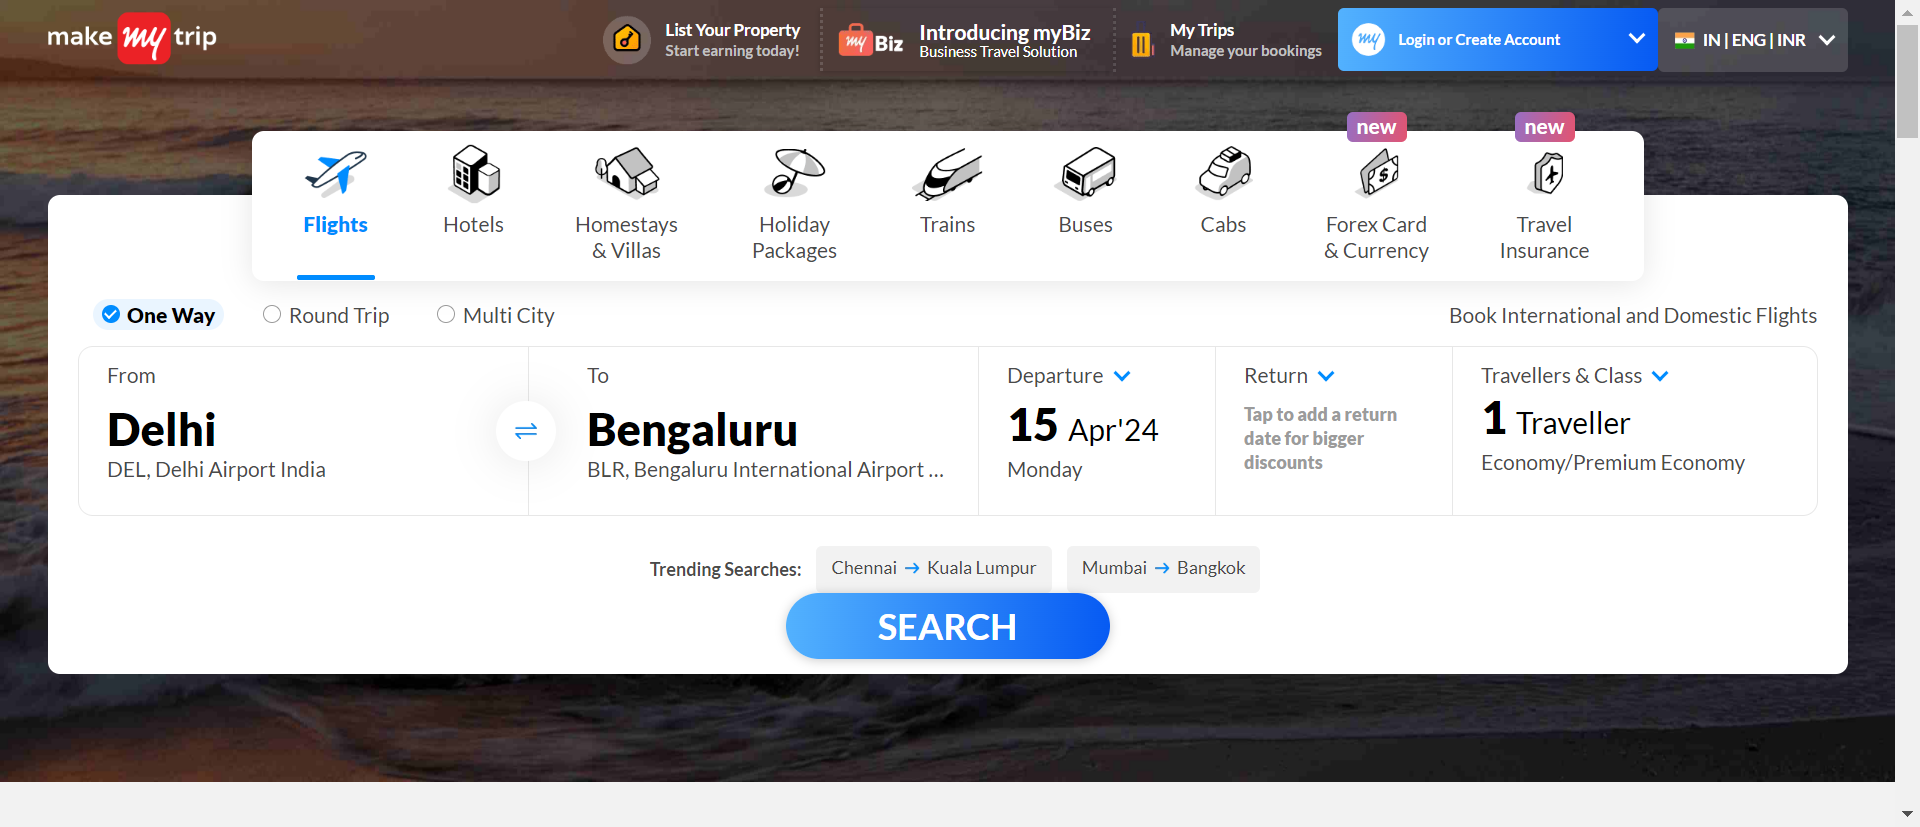 make my trip
List Your Property
Start earning today!
my Biz
Introducing myBiz
Business Travel Solution
My Trips
Manage your bookings
my Login or Create Account
IN | ENG | INR
new
new
Flights
Hotels
Homestays
& Villas
Holiday
Packages
Trains
Buses
Cabs
Forex Card
& Currency
Travel
Insurance
One Way
Round Trip
Multi City
Book International and Domestic Flights
From
Delhi
DEL, Delhi Airport India
To
Bengaluru
BLR, Bengaluru International Airport ...
Departure
15 Apr'24
Monday
Return
Tap to add a return
date for bigger
discounts
Travellers & Class
1 Traveller
Economy/Premium Economy
Trending Searches:
Chennai → Kuala Lumpur
Mumbai → Bangkok
SEARCH